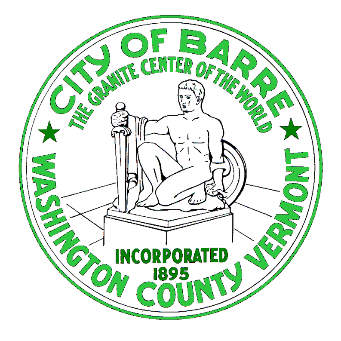 CITY OF BARRE
THE GRANITE CENTER OF THE WORLD
INCORPORATED
1895
WASHINGTON COUNTY VERMONT